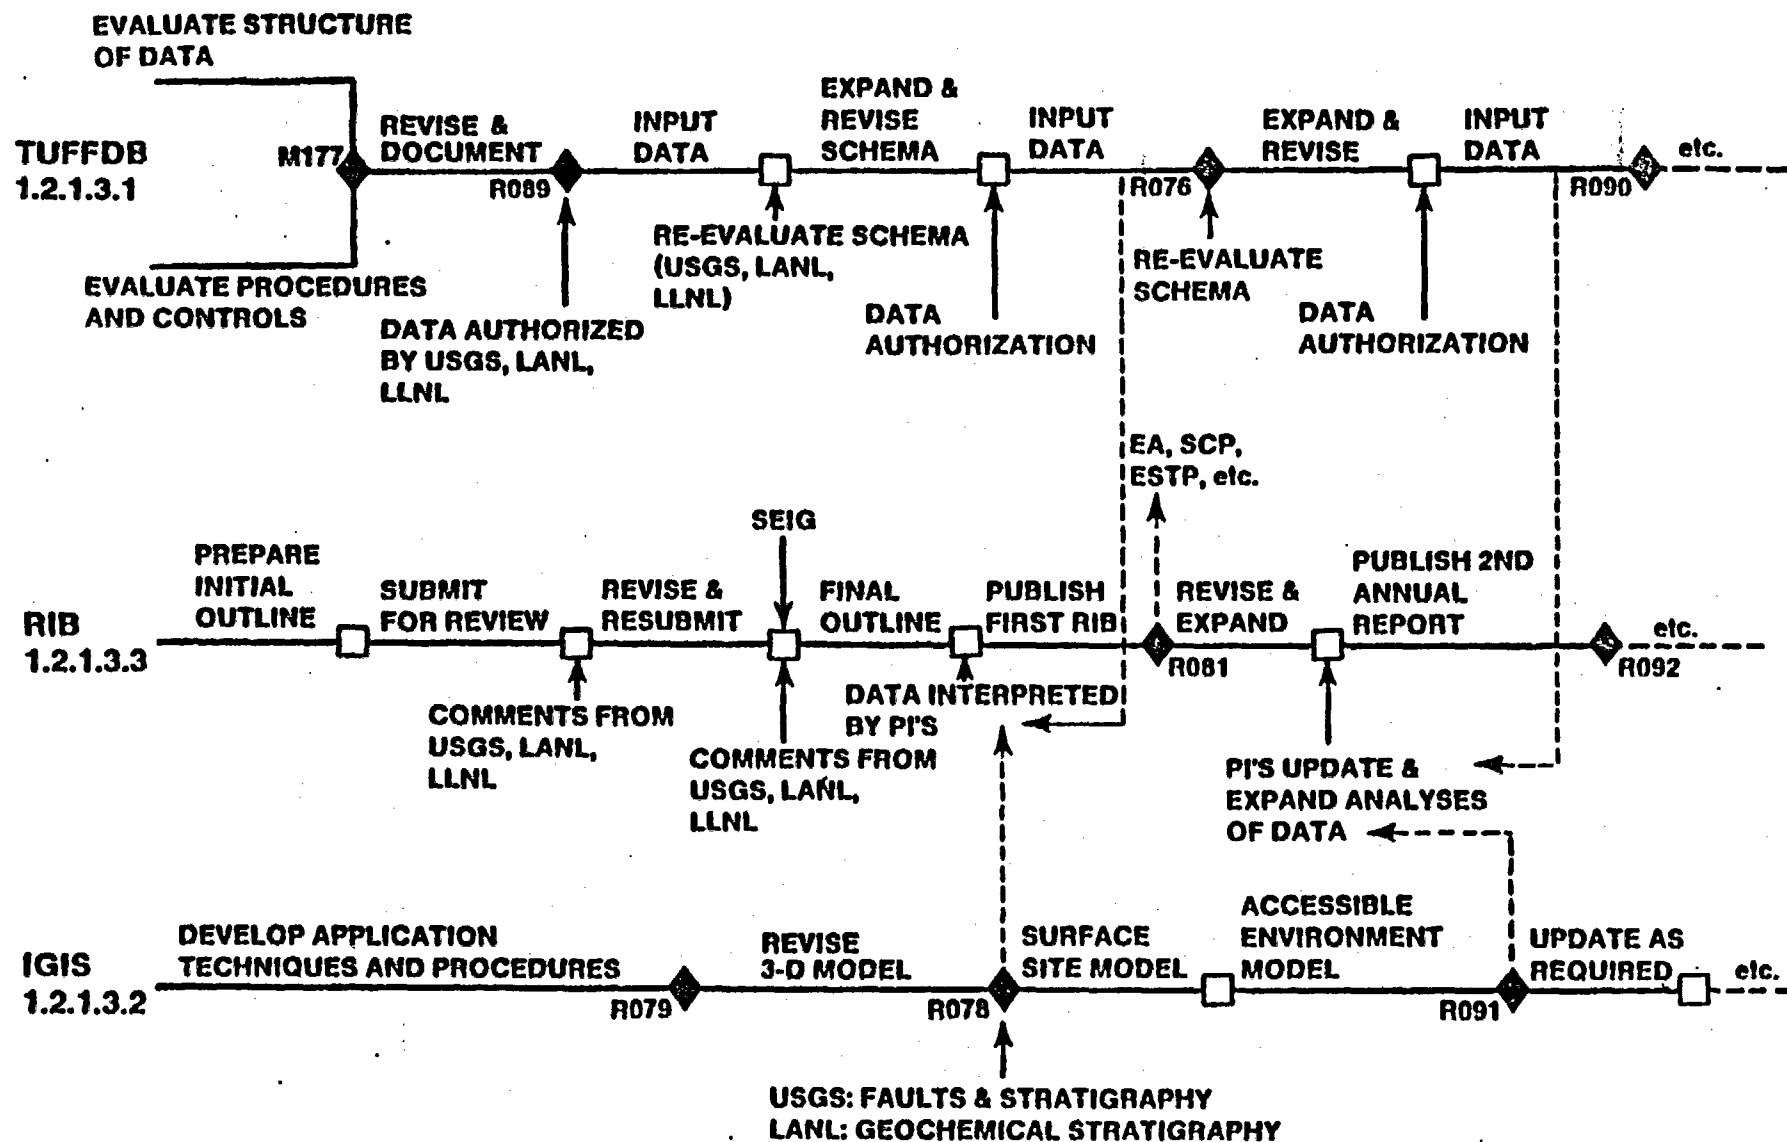 EVALUATE STRUCTURE
OF DATA
TUFFDB
1.2.1.3.1
M177
REVISE &
DOCUMENT
R089
INPUT
DATA
EXPAND &
REVISE
SCHEMA
INPUT
DATA
R076
EXPAND &
REVISE
INPUT
DATA
R090
etc.
EVALUATE PROCEDURES
AND CONTROLS
DATA AUTHORIZED
BY USGS, LANL,
LLNL
RE-EVALUATE SCHEMA
(USGS, LANL,
LLNL)
DATA
AUTHORIZATION
RE-EVALUATE
SCHEMA
DATA
AUTHORIZATION
EA, SCP,
ESTP, etc.
SEIG
RIB
1.2.1.3.3
PREPARE
INITIAL
OUTLINE
SUBMIT
FOR REVIEW
REVISE &
RESUBMIT
FINAL
OUTLINE
PUBLISH
FIRST RIB
R081
REVISE &
EXPAND
PUBLISH 2ND
ANNUAL
REPORT
R092
etc.
COMMENTS FROM
USGS, LANL,
LLNL
COMMENTS FROM
USGS, LANL,
LLNL
DATA INTERPRETED
BY PI'S
PI'S UPDATE &
EXPAND ANALYSES
OF DATA
IGIS
1.2.1.3.2
DEVELOP APPLICATION
TECHNIQUES AND PROCEDURES
R079
REVISE
3-D MODEL
R078
SURFACE
SITE MODEL
ACCESSIBLE
ENVIRONMENT
MODEL
R091
UPDATE AS
REQUIRED
etc.
USGS: FAULTS & STRATIGRAPHY
LANL: GEOCHEMICAL STRATIGRAPHY